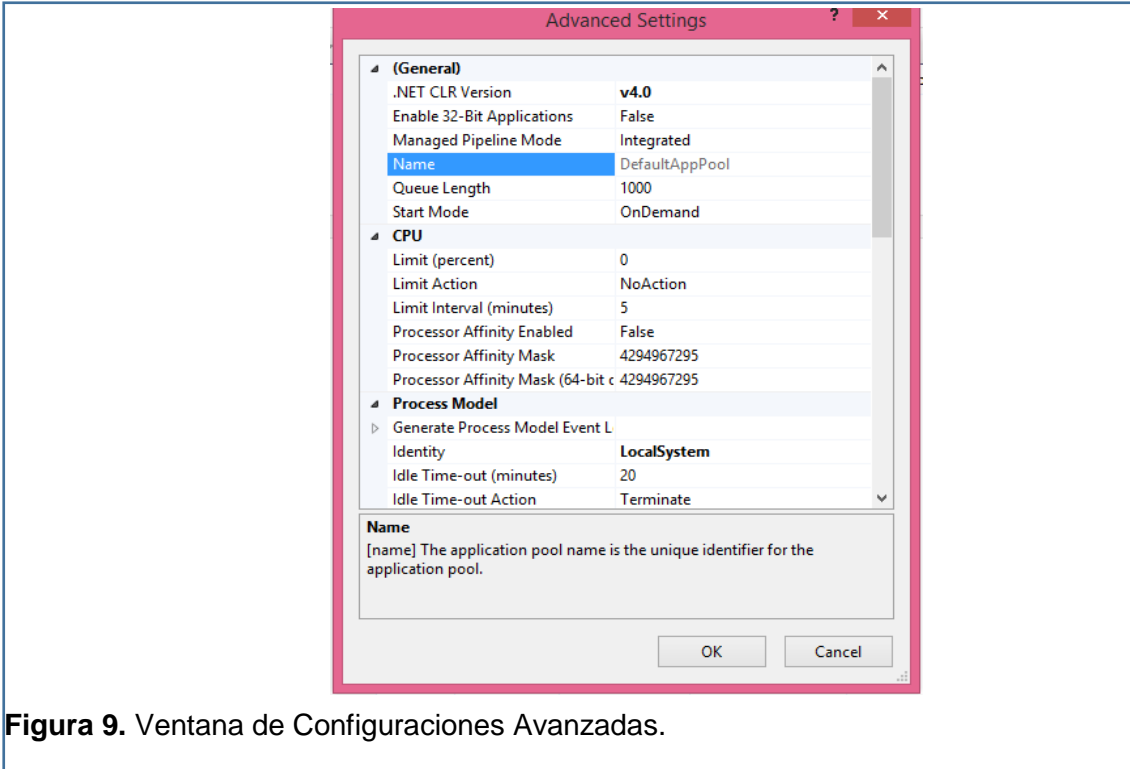 Advanced Settings ? ×
(General)
.NET CLR Version v4.0
Enable 32-Bit Applications False
Managed Pipeline Mode Integrated
Name DefaultAppPool
Queue Length 1000
Start Mode OnDemand
CPU
Limit (percent) 0
Limit Action NoAction
Limit Interval (minutes) 5
Processor Affinity Enabled False
Processor Affinity Mask 4294967295
Processor Affinity Mask (64-bit c 4294967295
Process Model
Generate Process Model Event L
Identity LocalSystem
Idle Time-out (minutes) 20
Idle Time-out Action Terminate
Name
[name] The application pool name is the unique identifier for the
application pool.
OK Cancel
Figura 9. Ventana de Configuraciones Avanzadas.